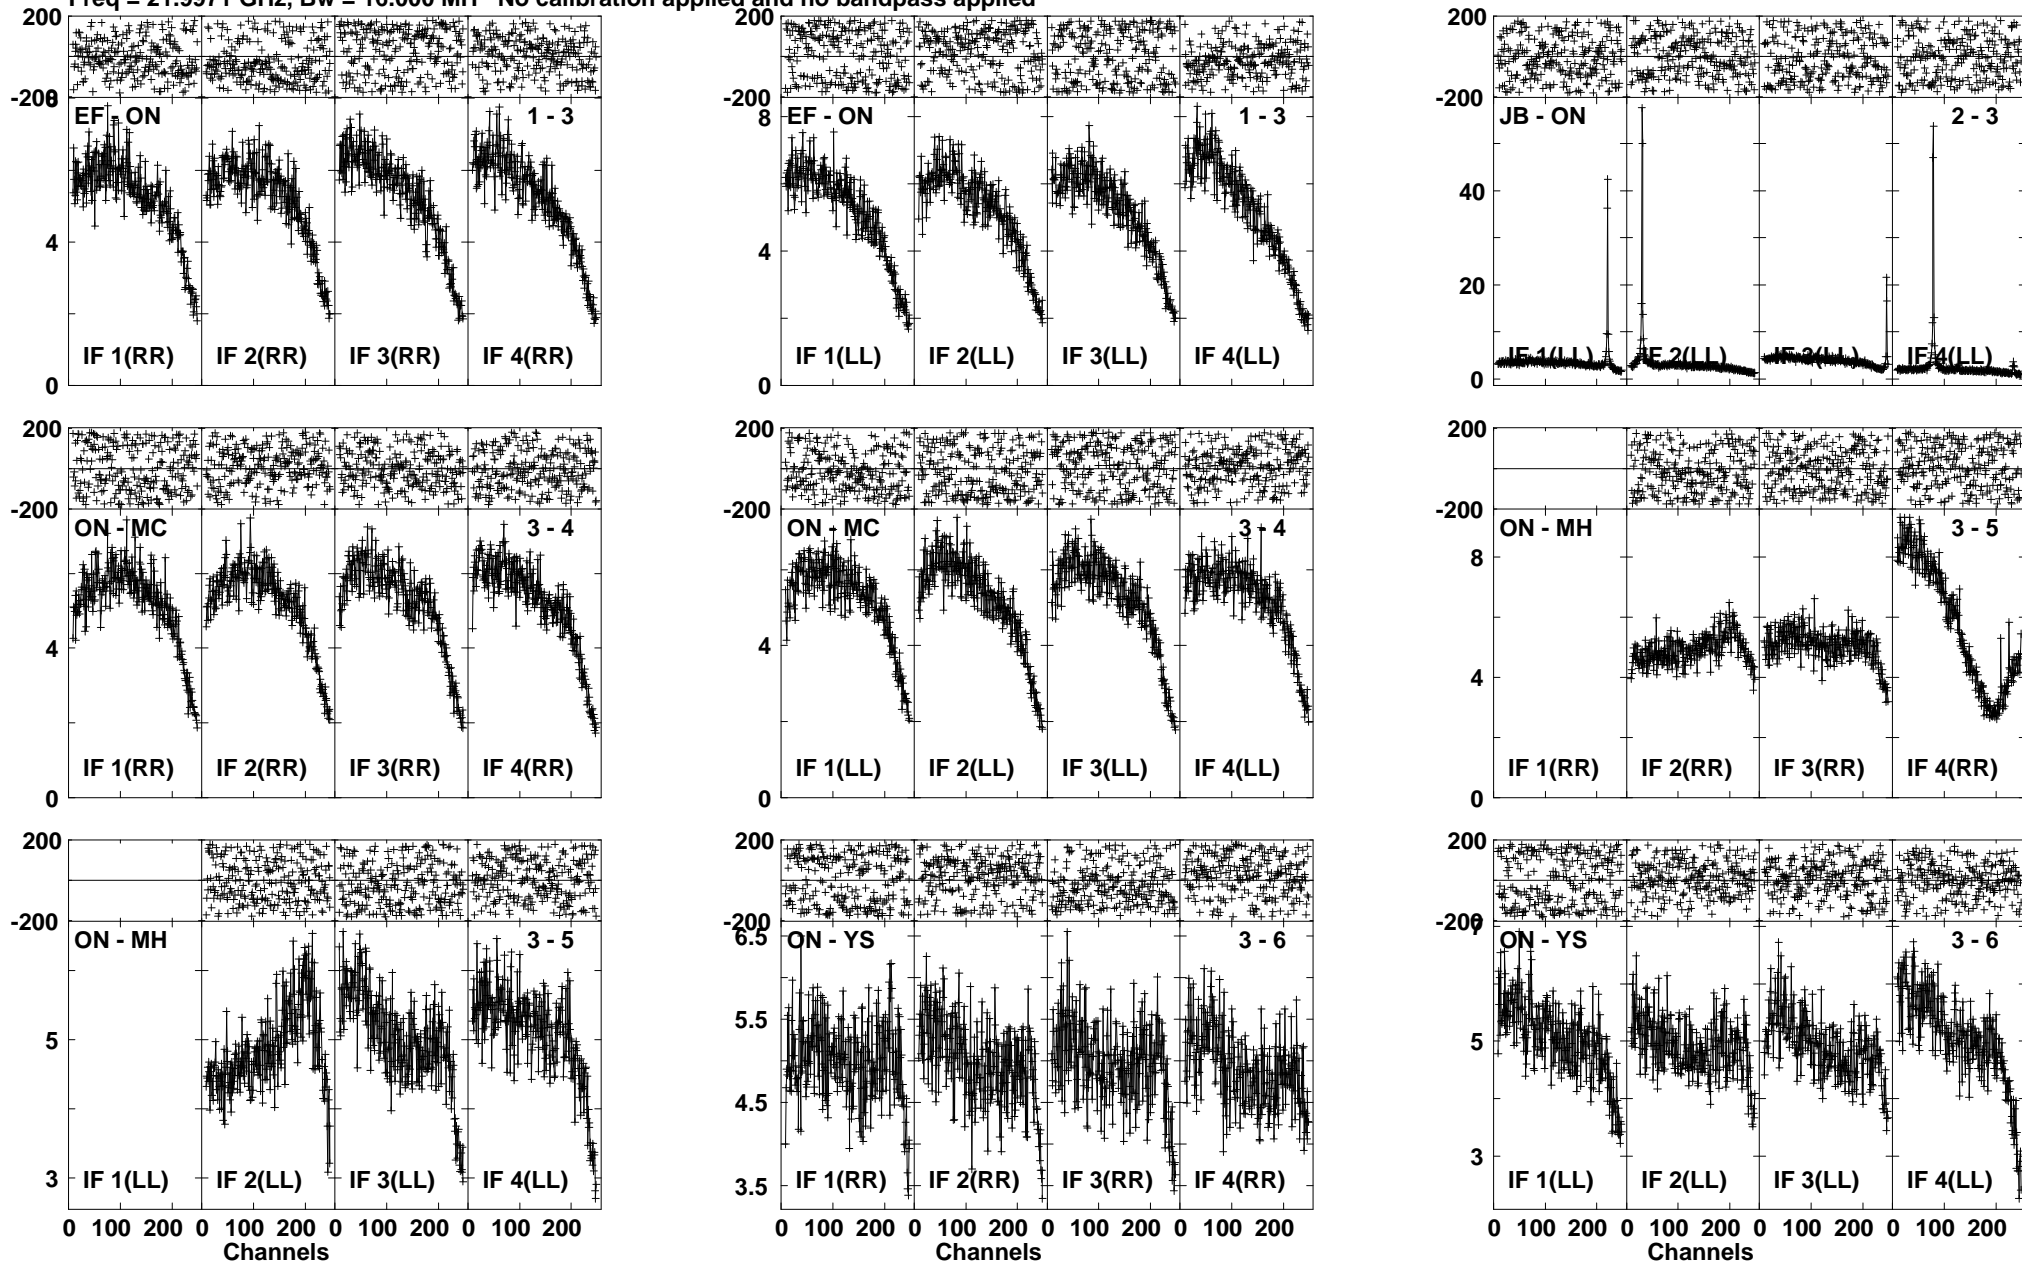 Freq = 21.9971 GHz, Bw = 16.000 MH No calibration applied and no bandpass applied
200 200 200
-200 -200 -200
8 EF - ON 1 - 3 8 EF - ON 1 - 3 JB - ON 2 - 3
40
4 4 20
IF 1(RR) IF 2(RR) IF 3(RR) IF 4(RR) IF 1(LL) IF 2(LL) IF 3(LL) IF 4(LL) IF 1(LL) IF 2(LL) IF 3(LL) IF 4(LL)
0 0 0
200 200 200
-200 -200 -200
ON - MC 3 - 4 ON - MC 3 - 4 ON - MH 3 - 5
8
4 4 4
IF 1(RR) IF 2(RR) IF 3(RR) IF 4(RR) IF 1(LL) IF 2(LL) IF 3(LL) IF 4(LL) IF 1(RR) IF 2(RR) IF 3(RR) IF 4(RR)
0 0 0
200 200 200
-200 -200 -200
ON - MH 3 - 5 6.5 ON - YS 3 - 6 7 ON - YS 3 - 6
5 5.5 5
4.5
3 3.5 3
IF 1(LL) IF 2(LL) IF 3(LL) IF 4(LL) IF 1(RR) IF 2(RR) IF 3(RR) IF 4(RR) IF 1(LL) IF 2(LL) IF 3(LL) IF 4(LL)
0 100 200 0 100 200 0 100 200 0 100 200 0 100 200 0 100 200 0 100 200 0 100 200 0 100 200 0 100 200 0 100 200 0 100 200
Channels Channels Channels